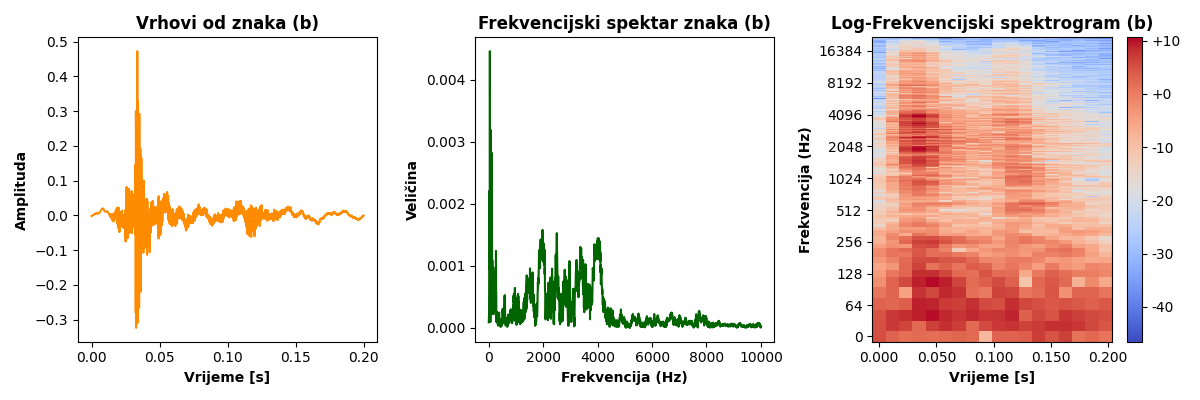 Vrhovi od znaka (b)
0.5
0.4
0.3
0.2
0.1
0.0
−0.1
−0.2
−0.3
Amplituda
0.00 0.05 0.10 0.15 0.20
Vrijeme [s]
Frekvencijski spektar znaka (b)
0.004
0.003
0.002
0.001
0.000
Veličina
0 2000 4000 6000 8000 10000
Frekvencija (Hz)
Log-Frekvencijski spektrogram (b)
16384
8192
4096
2048
1024
512
256
128
64
0
Frekvencija (Hz)
0.000 0.050 0.100 0.150 0.200
Vrijeme [s]
+10
+0
-10
-20
-30
-40